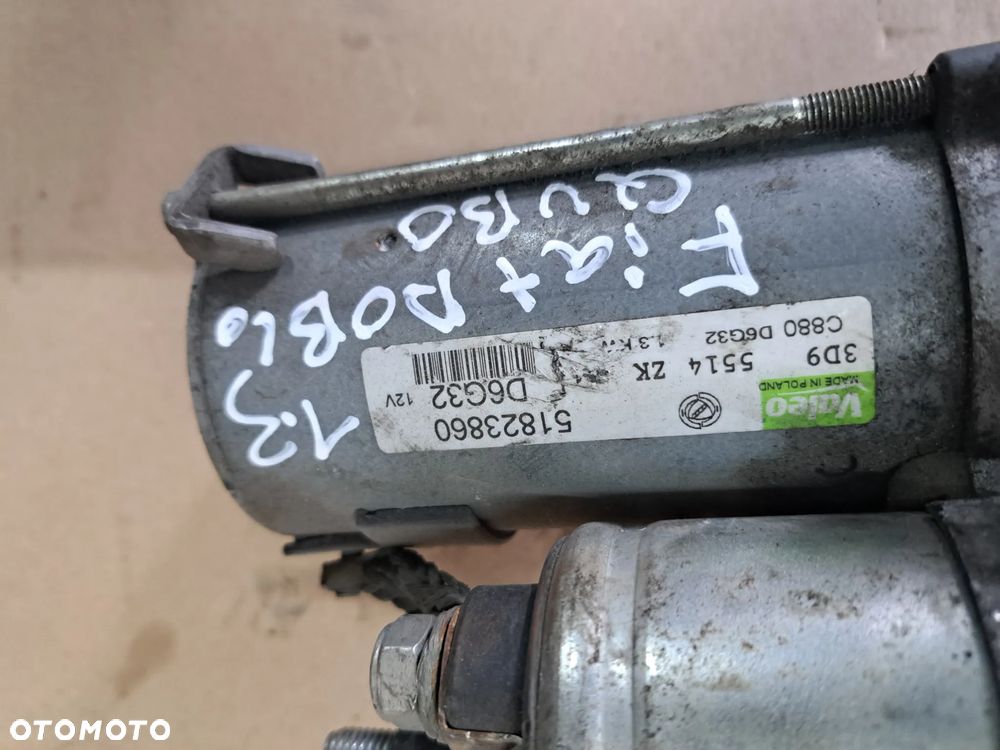 Fiat DOBLO
QUBO
1.3
Valeo
MADE IN POLAND
51823860
D6G32 12V
3D9 5514 ZK
C880 D6G32 1.3 KW
OTOMOTO